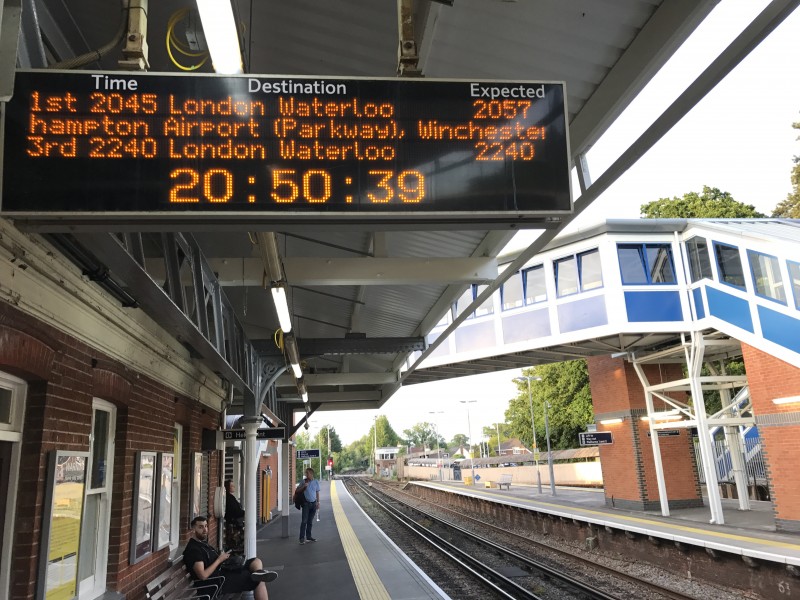 Time Destination Expected
1st 2045 London Waterloo 2057
hampton Airport (Parkway), Winchester
3rd 2240 London Waterloo 2240
20:50:39